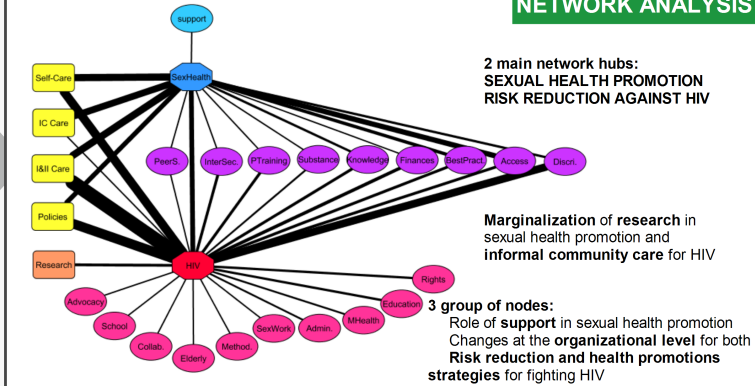 NETWORK ANALYSIS
support
Self-Care
SexHealth
IC Care
I&II Care
Policies
PeerS.
InterSec.
PTraining
Substance
Knowledge
Finances
BestPract.
Access
Discri.
Research
HIV
Advocacy
School
Collab.
Elderly
Method.
SexWork
Admin.
MHealth
Education
Rights
2 main network hubs:
SEXUAL HEALTH PROMOTION
RISK REDUCTION AGAINST HIV
Marginalization of research in
sexual health promotion and
informal community care for HIV
3 group of nodes:
Role of support in sexual health promotion
Changes at the organizational level for both
Risk reduction and health promotions
strategies for fighting HIV